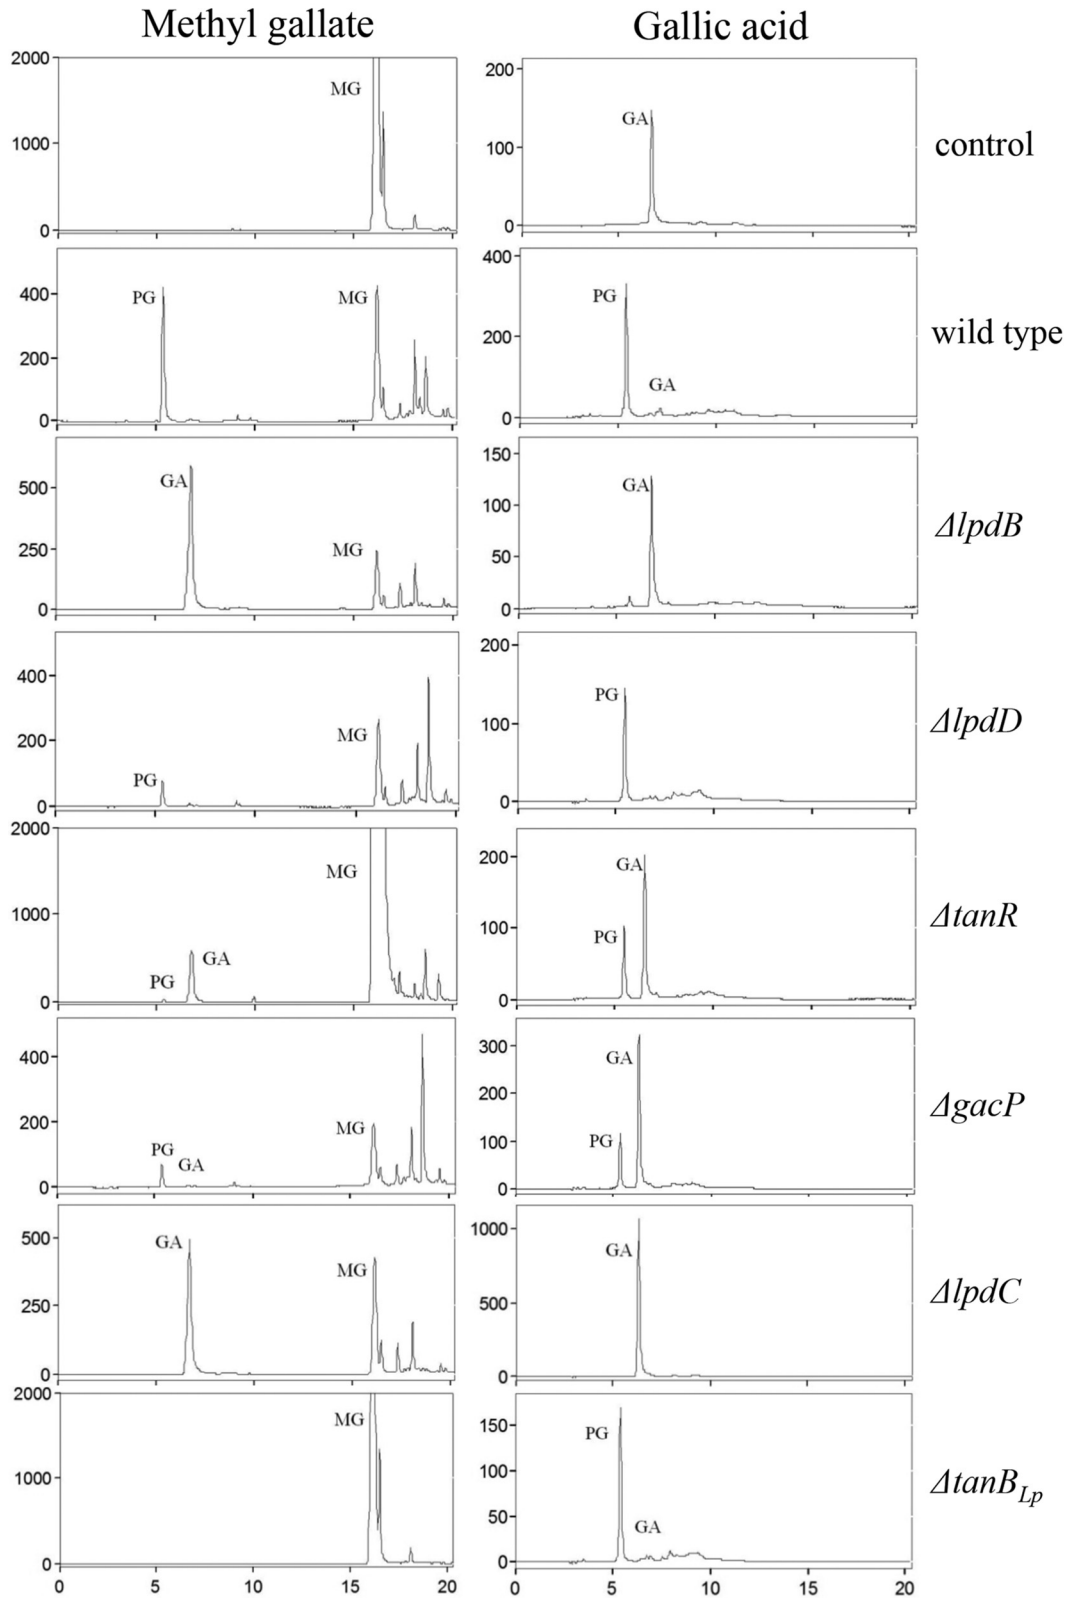 Methyl gallate
Gallic acid
2000
1000
0
MG
200
100
0
GA
control
400
200
0
PG
MG
400
200
0
PG
GA
wild type
500
250
0
GA
MG
150
100
50
0
GA
ΔlpdB
400
200
0
PG
MG
200
100
0
PG
ΔlpdD
2000
1000
0
PG
GA
MG
200
100
0
PG
GA
ΔtanR
400
200
0
PG
GA
MG
300
200
100
0
PG
GA
ΔgacP
500
250
0
GA
MG
1000
500
0
GA
ΔlpdC
2000
1000
0
MG
150
100
50
0
PG
GA
ΔtanB_Lp
0 5 10 15 20
0 5 10 15 20